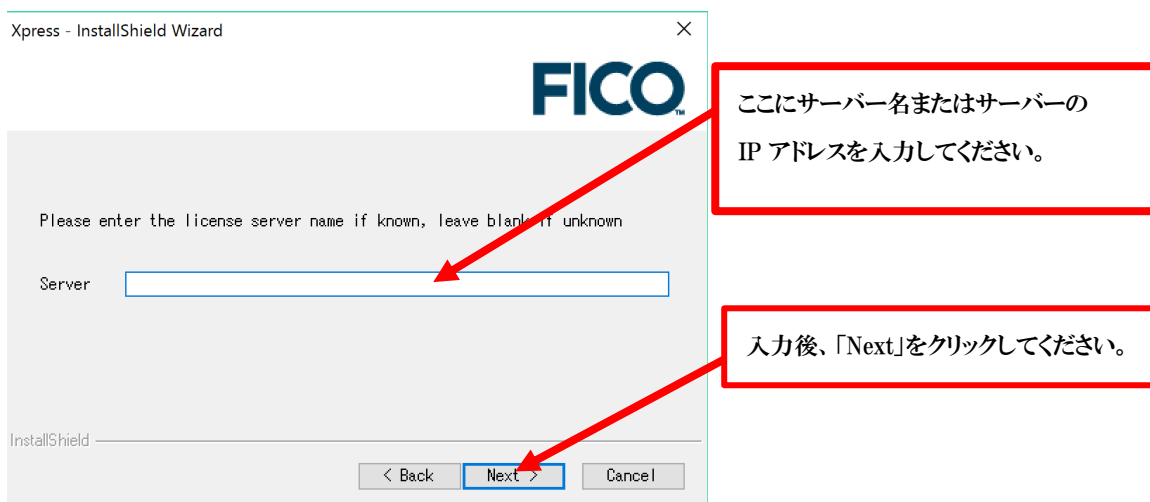 Xpress - InstallShield Wizard
FICO™
ここにサーバー名またはサーバーの
IP アドレスを入力してください。
Please enter the license server name if known, leave blank if unknown
Server
入力後、「Next」をクリックしてください。
InstallShield
< Back
Next >
Cancel